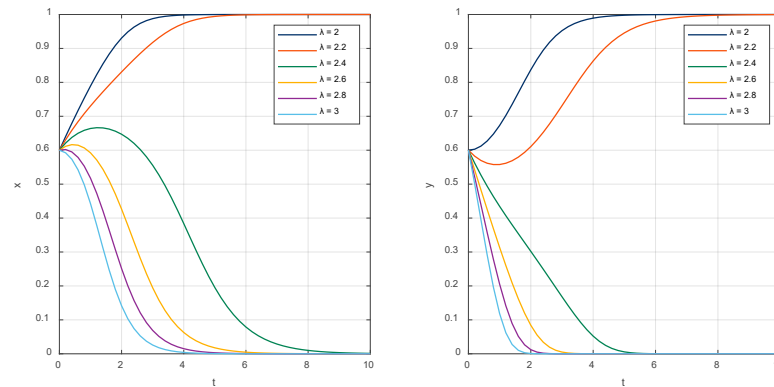 1
0.9
0.8
0.7
0.6
0.5
0.4
0.3
0.2
0.1
0
x
0 2 4 6 8 10
t
λ = 2
λ = 2.2
λ = 2.4
λ = 2.6
λ = 2.8
λ = 3
1
0.9
0.8
0.7
0.6
0.5
0.4
0.3
0.2
0.1
0
y
0 2 4 6 8
t
λ = 2
λ = 2.2
λ = 2.4
λ = 2.6
λ = 2.8
λ = 3